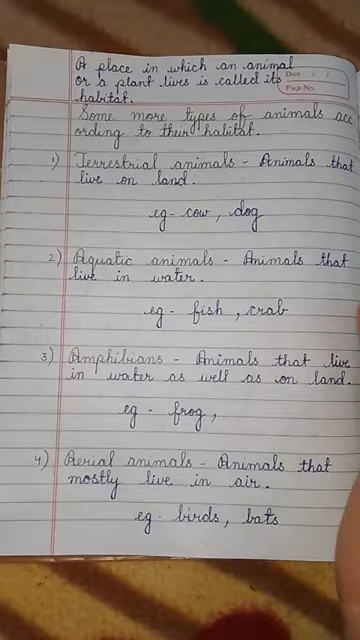 A place in which an animal
or a plant lives is called its
habitat.
Date / /
Page No.
Some more types of animals acc
ording to their habitat.
1) Terrestrial animals - Animals that
live on land.
eg - cow, dog
2) Aquatic animals - Animals that
live in water.
eg - fish, crab
3) Amphibians - Animals that live
in water as well as on land.
eg - frog,
4) Aerial animals - Animals that
mostly live in air.
eg - birds, bats